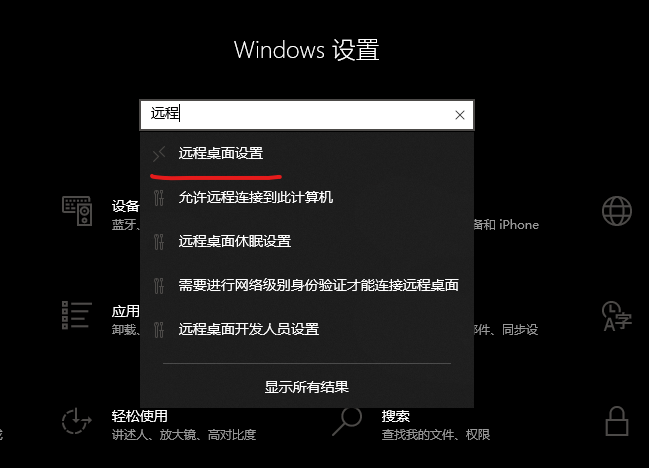 Windows 设置
远程
远程桌面设置
允许远程连接到此计算机
设备
蓝牙、
备和 iPhone
远程桌面休眠设置
需要进行网络级别身份验证才能连接远程桌面
应用
卸载、
件、同步设
远程桌面开发人员设置
显示所有结果
轻松使用
讲述人、放大镜、高对比度
搜索
查找我的文件、权限